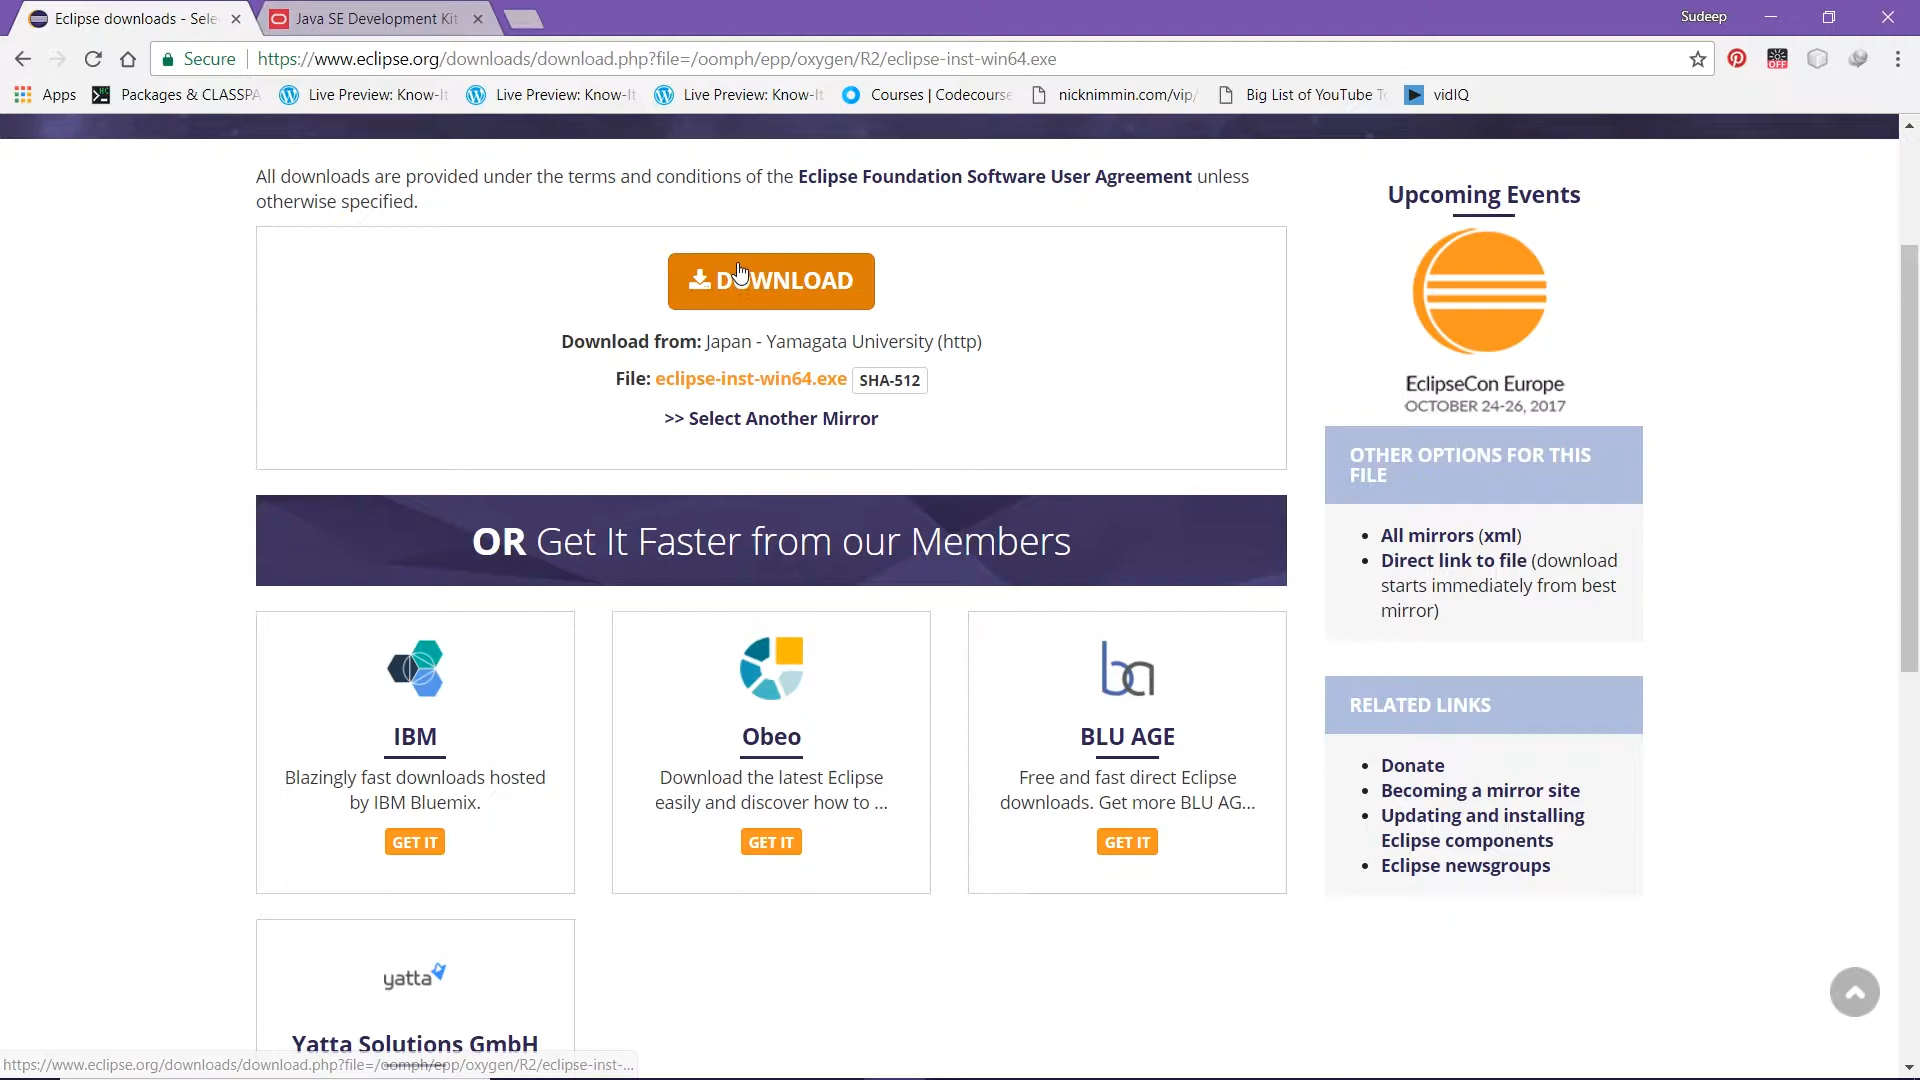 Eclipse downloads - Sele
Java SE Development Kit
Sudeep
Secure
https://www.eclipse.org/downloads/download.php?file=/oomph/epp/oxygen/R2/eclipse-inst-win64.exe
OFF
Apps
Packages & CLASSPA
Live Preview: Know-It
Live Preview: Know-It
Live Preview: Know-It
Courses | Codecourse
nicknimmin.com/vip/
Big List of YouTube T
vidIQ
All downloads are provided under the terms and conditions of the Eclipse Foundation Software User Agreement unless
otherwise specified.
DOWNLOAD
Download from: Japan - Yamagata University (http)
File: eclipse-inst-win64.exe SHA-512
>> Select Another Mirror
OR Get It Faster from our Members
IBM
Blazingly fast downloads hosted
by IBM Bluemix.
GET IT
Obeo
Download the latest Eclipse
easily and discover how to ...
GET IT
ba
BLU AGE
Free and fast direct Eclipse
downloads. Get more BLU AG...
GET IT
yatta
Yatta Solutions GmbH
Upcoming Events
EclipseCon Europe
OCTOBER 24-26, 2017
OTHER OPTIONS FOR THIS
FILE
All mirrors (xml)
Direct link to file (download
starts immediately from best
mirror)
RELATED LINKS
Donate
Becoming a mirror site
Updating and installing
Eclipse components
Eclipse newsgroups
https://www.eclipse.org/downloads/download.php?file=/oomph/epp/oxygen/R2/eclipse-inst-...